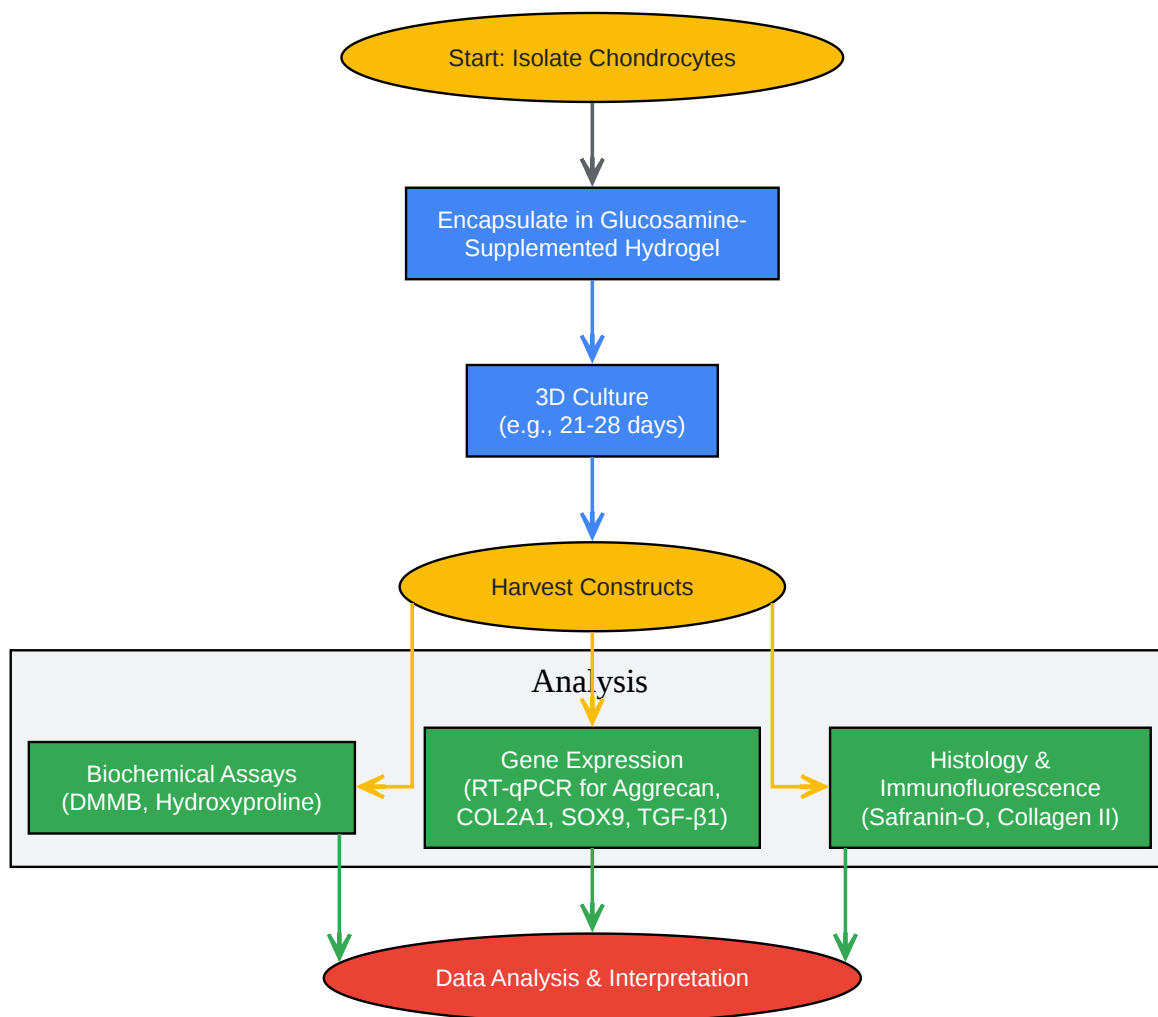 Start: Isolate Chondrocytes
Encapsulate in Glucosamine-
Supplemented Hydrogel
3D Culture
(e.g., 21-28 days)
Harvest Constructs
Analysis
Biochemical Assays
(DMMB, Hydroxyproline)
Gene Expression
(RT-qPCR for Aggrecan,
COL2A1, SOX9, TGF-β1)
Histology &
Immunofluorescence
(Safranin-O, Collagen II)
Data Analysis & Interpretation